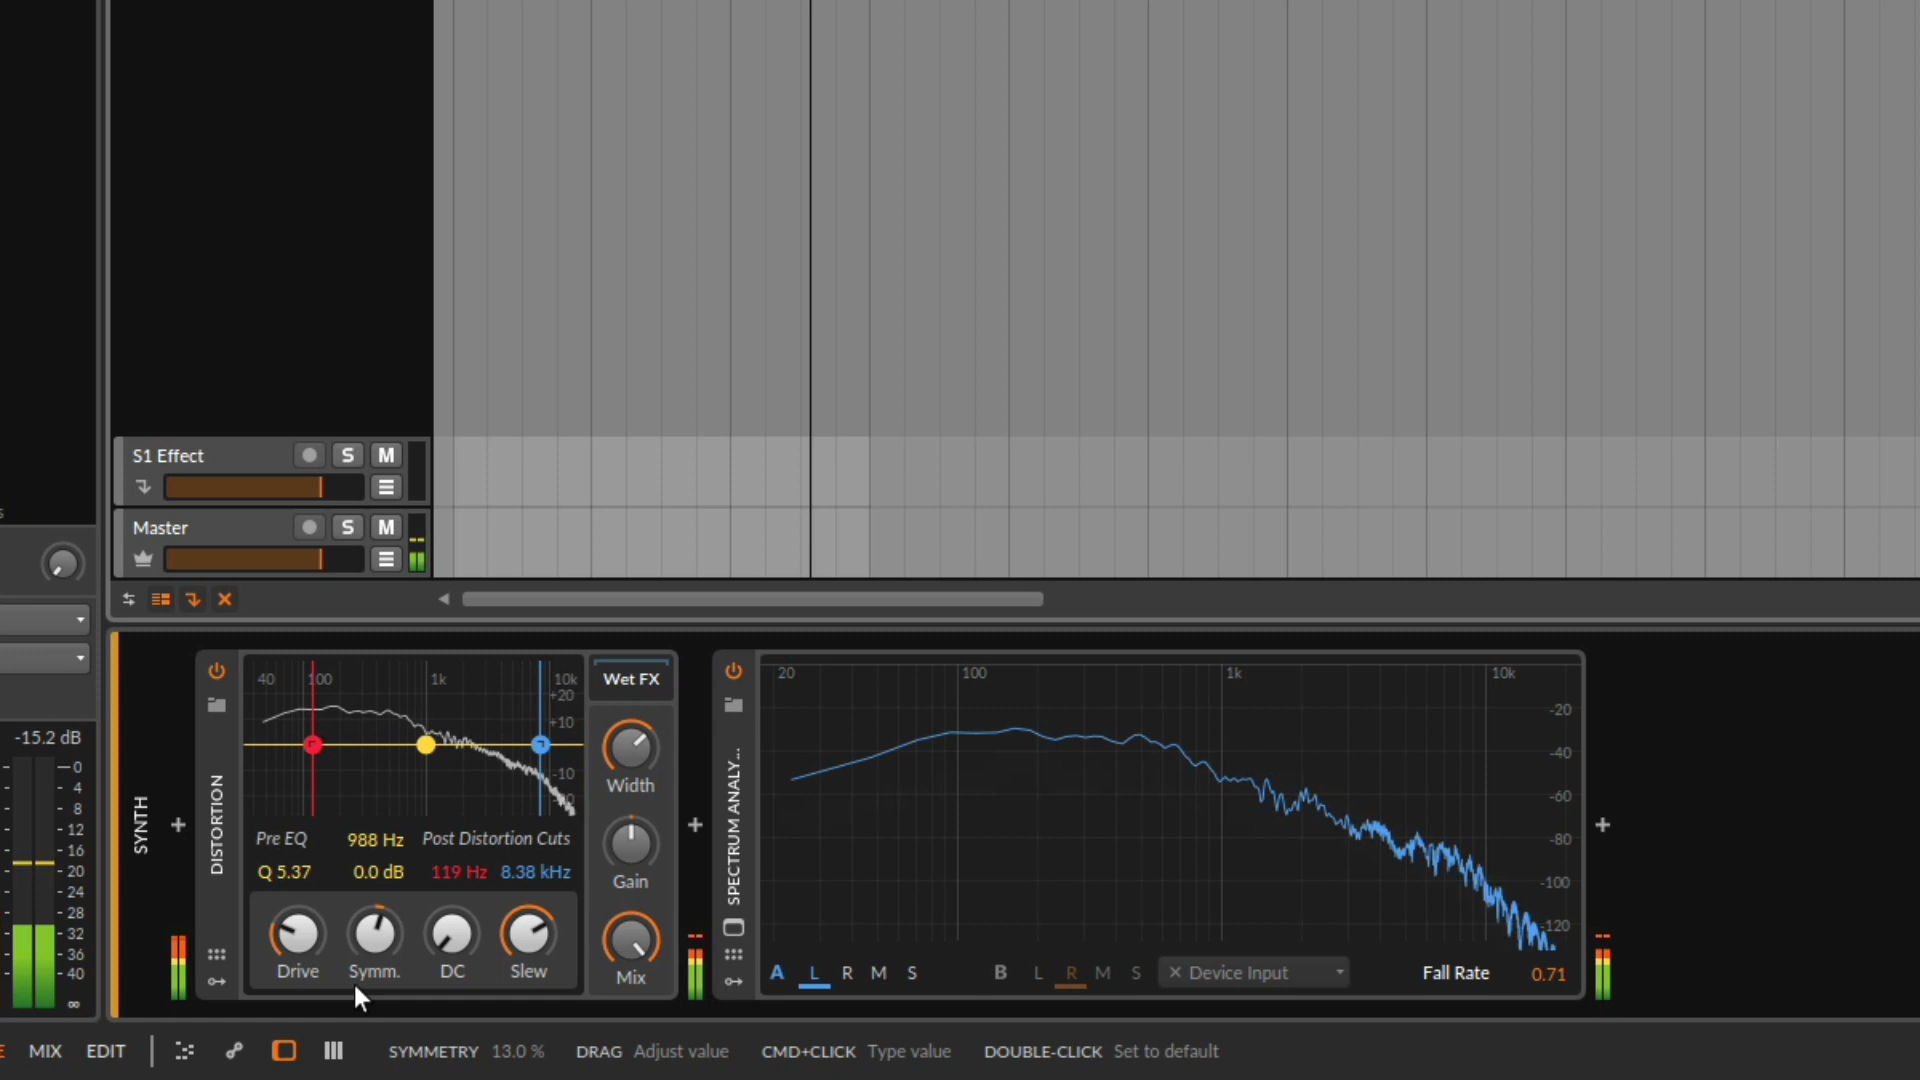 S1 Effect S M
Master S M
-15.2 dB
0
4
8
12
16
20
24
28
32
36
40
∞
SYNTH
DISTORTION
40 100 1k 10k
+20
+10
-10
Pre EQ 988 Hz Post Distortion Cuts
Q 5.37 0.0 dB 119 Hz 8.38 kHz
Drive Symm. DC Slew
Wet FX
Width
Gain
Mix
SPECTRUM ANALY...
20 100 1k 10k
-20
-40
-60
-80
-100
-120
A L R M S B L R M S × Device Input Fall Rate 0.71
MIX EDIT SYMMETRY 13.0 % DRAG Adjust value CMD+CLICK Type value DOUBLE-CLICK Set to default